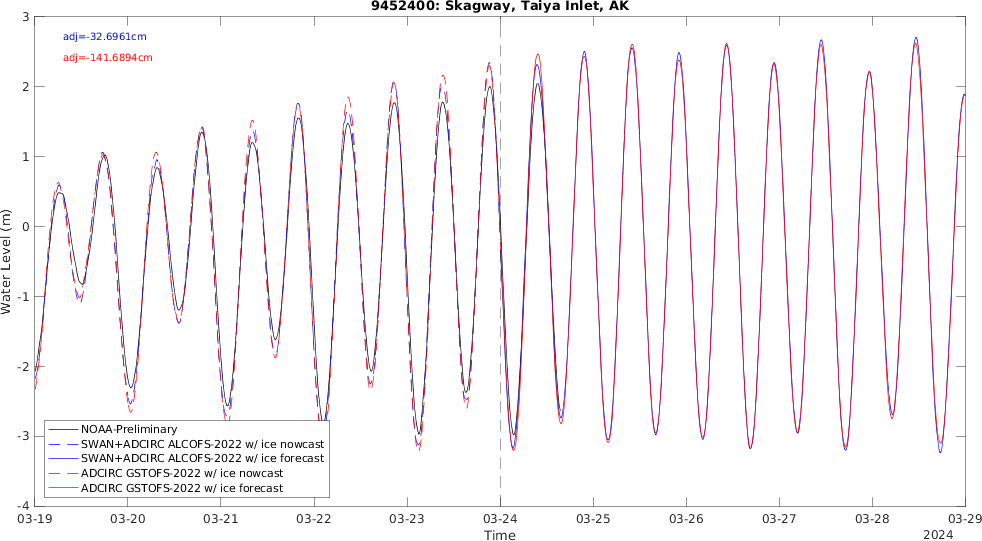 9452400: Skagway, Taiya Inlet, AK
adj=-32.6961cm
adj=-141.6894cm
Water Level (m)
3
2
1
0
-1
-2
-3
-4
NOAA-Preliminary
SWAN+ADCIRC ALCOFS-2022 w/ ice nowcast
SWAN+ADCIRC ALCOFS-2022 w/ ice forecast
ADCIRC GSTOFS-2022 w/ ice nowcast
ADCIRC GSTOFS-2022 w/ ice forecast
03-19 03-20 03-21 03-22 03-23 03-24 03-25 03-26 03-27 03-28 03-29
Time
2024